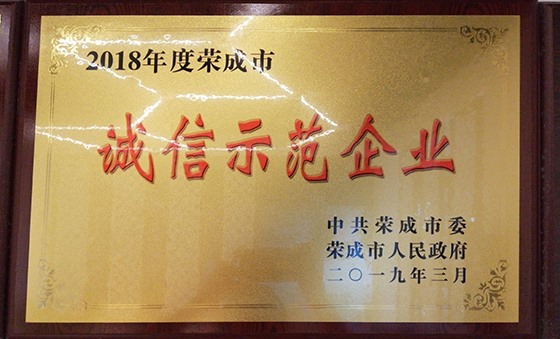 2018年度荣成市
诚信示范企业
中共荣成市委
荣成市人民政府
二〇一九年三月